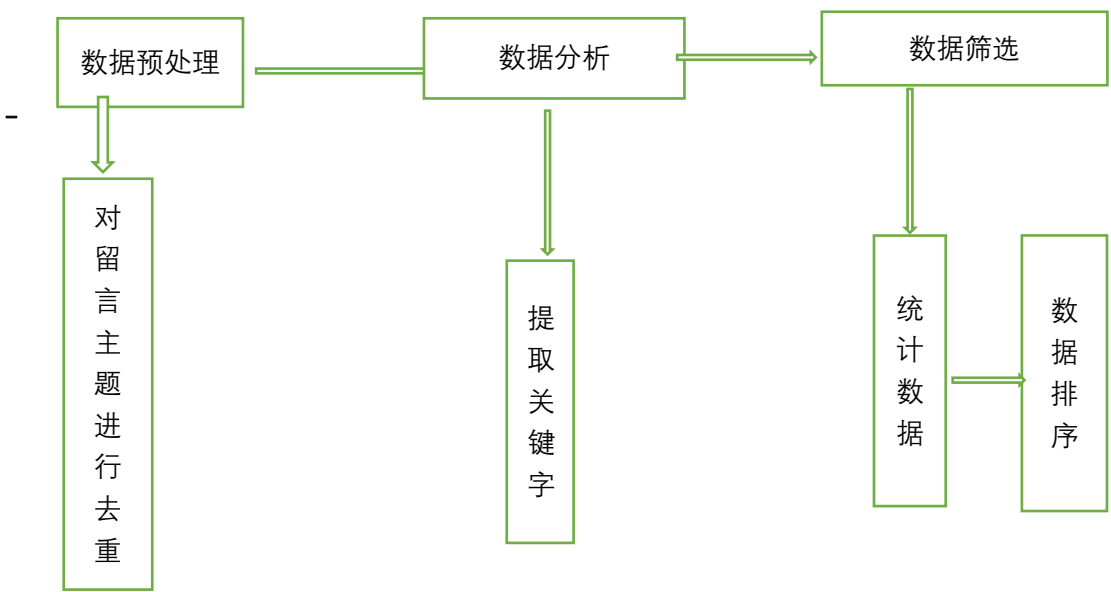 数据预处理
数据分析
数据筛选
对留言主题进行去重
提取关键字
统计数据
数据排序